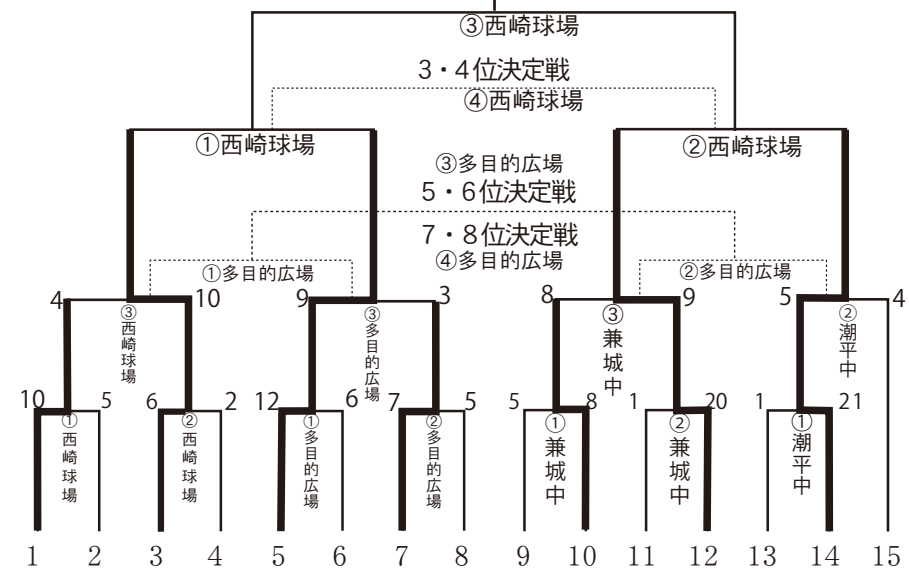 ③西崎球場
3・4位決定戦
④西崎球場
①西崎球場
②西崎球場
③多目的広場
5・6位決定戦
7・8位決定戦
④多目的広場
①多目的広場
②多目的広場
4
10
9
3
8
9
5
4
③西崎球場
③多目的広場
③兼城中
②潮平中
10
5
6
2
12
6
7
5
5
8
1
20
1
21
①西崎球場
②西崎球場
①多目的広場
②多目的広場
①兼城中
②兼城中
①潮平中
1 2 3 4 5 6 7 8 9 10 11 12 13 14 15